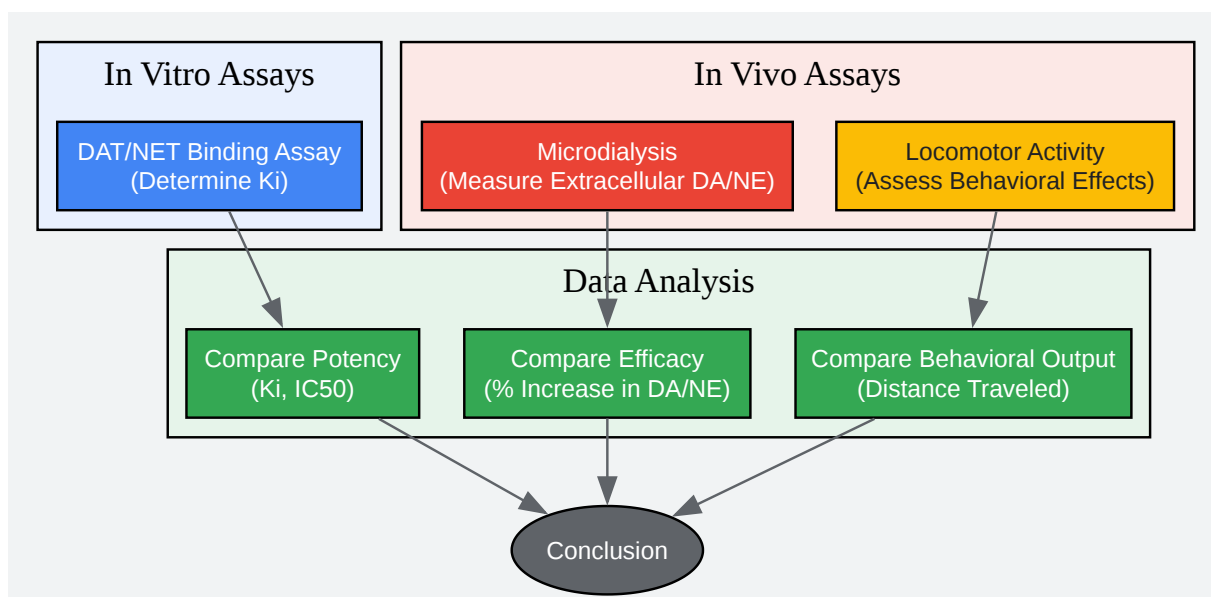 In Vitro Assays
DAT/NET Binding Assay
(Determine Ki)
In Vivo Assays
Microdialysis
(Measure Extracellular DA/NE)
Locomotor Activity
(Assess Behavioral Effects)
Data Analysis
Compare Potency
(Ki, IC50)
Compare Efficacy
(% Increase in DA/NE)
Compare Behavioral Output
(Distance Traveled)
Conclusion